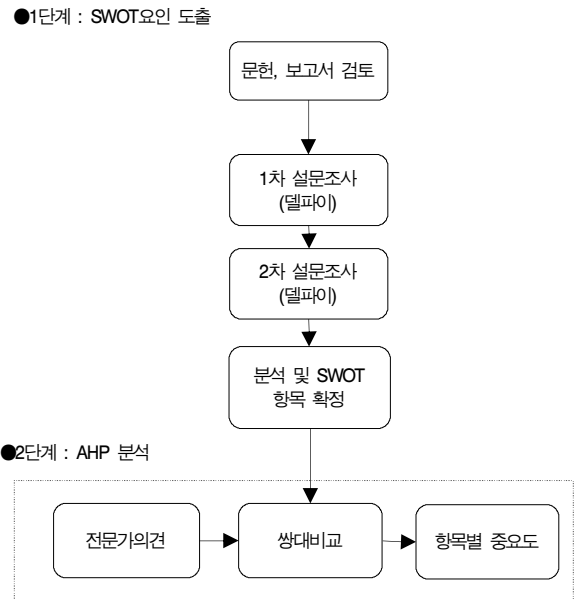 ●1단계 : SWOT요인 도출
문헌, 보고서 검토
1차 설문조사
(델파이)
2차 설문조사
(델파이)
분석 및 SWOT
항목 확정
●2단계 : AHP 분석
전문가의견
쌍대비교
항목별 중요도